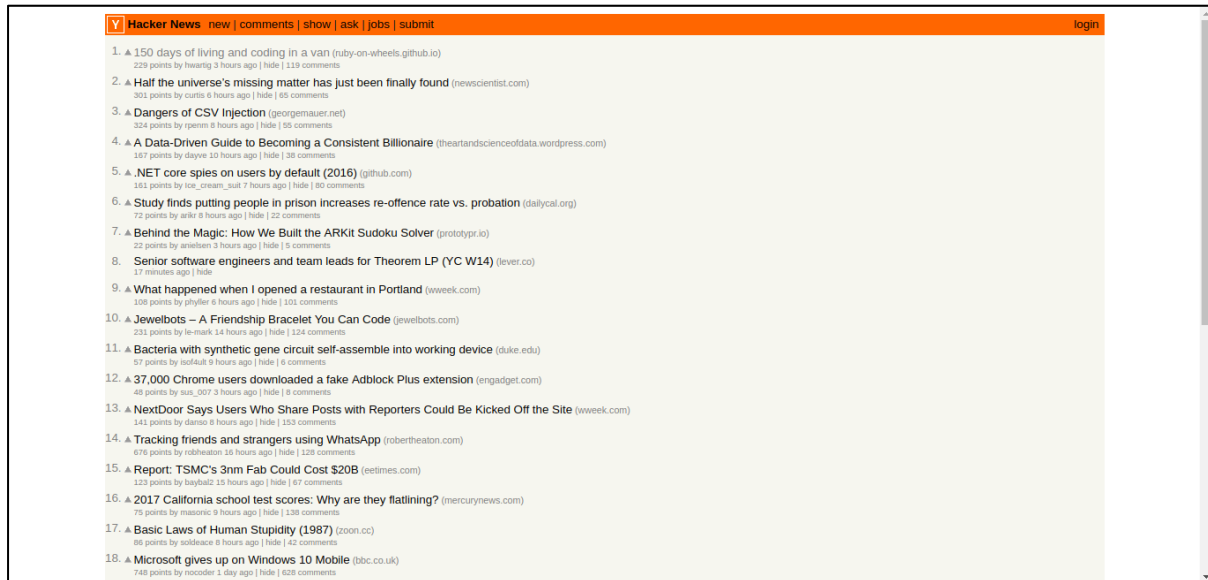 Y Hacker News new | comments | show | ask | jobs | submit login
1. 150 days of living and coding in a van (ruby-on-wheels.github.io)
229 points by hwartig 3 hours ago | hide | 119 comments
2. Half the universe's missing matter has just been finally found (newscientist.com)
301 points by curtis 6 hours ago | hide | 65 comments
3. Dangers of CSV Injection (georgemauer.net)
324 points by rpenm 8 hours ago | hide | 55 comments
4. A Data-Driven Guide to Becoming a Consistent Billionaire (theartandscienceofdata.wordpress.com)
167 points by dayve 10 hours ago | hide | 38 comments
5. .NET core spies on users by default (2016) (github.com)
161 points by Ice_cream_suit 7 hours ago | hide | 80 comments
6. Study finds putting people in prison increases re-offence rate vs. probation (dailycal.org)
72 points by arikr 8 hours ago | hide | 22 comments
7. Behind the Magic: How We Built the ARKit Sudoku Solver (prototypr.io)
22 points by anielsen 3 hours ago | hide | 5 comments
8. Senior software engineers and team leads for Theorem LP (YC W14) (lever.co)
17 minutes ago | hide
9. What happened when I opened a restaurant in Portland (wweek.com)
108 points by phyller 6 hours ago | hide | 101 comments
10. Jewelbots – A Friendship Bracelet You Can Code (jewelbots.com)
231 points by le-mark 14 hours ago | hide | 124 comments
11. Bacteria with synthetic gene circuit self-assemble into working device (duke.edu)
57 points by isof4ult 9 hours ago | hide | 6 comments
12. 37,000 Chrome users downloaded a fake Adblock Plus extension (engadget.com)
48 points by sus_007 3 hours ago | hide | 8 comments
13. NextDoor Says Users Who Share Posts with Reporters Could Be Kicked Off the Site (wweek.com)
141 points by danso 8 hours ago | hide | 153 comments
14. Tracking friends and strangers using WhatsApp (robertheaton.com)
676 points by robheaton 16 hours ago | hide | 128 comments
15. Report: TSMC's 3nm Fab Could Cost $20B (eetimes.com)
123 points by baybal2 15 hours ago | hide | 67 comments
16. 2017 California school test scores: Why are they flatlining? (mercurynews.com)
75 points by masonic 9 hours ago | hide | 138 comments
17. Basic Laws of Human Stupidity (1987) (zoon.cc)
86 points by soldeace 8 hours ago | hide | 42 comments
18. Microsoft gives up on Windows 10 Mobile (bbc.co.uk)
748 points by nocoder 1 day ago | hide | 628 comments